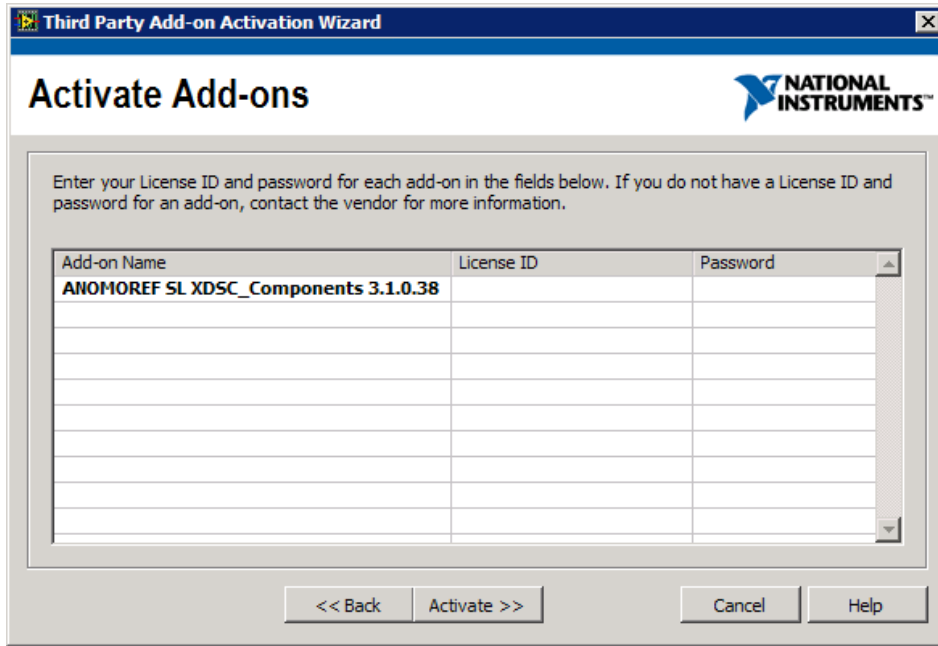 Third Party Add-on Activation Wizard
Activate Add-ons
NATIONAL
INSTRUMENTS™
Enter your License ID and password for each add-on in the fields below. If you do not have a License ID and
password for an add-on, contact the vendor for more information.
Add-on Name License ID Password
ANOMOREF SL XDSC_Components 3.1.0.38
<< Back Activate >> Cancel Help